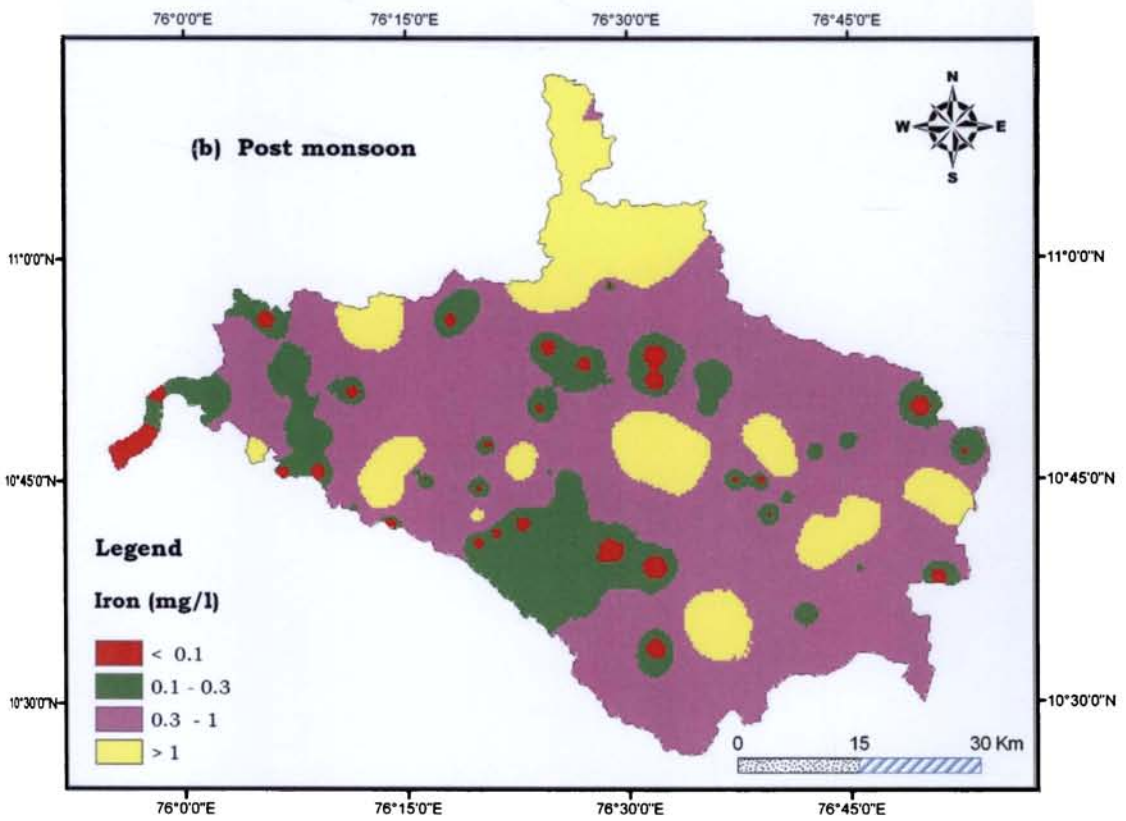 76°0'0"E 76°15'0"E 76°30'0"E 76°45'0"E
N
W E
S
(b) Post monsoon
11°0'0"N 11°0'0"N
10°45'0"N 10°45'0"N
Legend
Iron (mg/l)
< 0.1
0.1 - 0.3
0.3 - 1
> 1
10°30'0"N 10°30'0"N
0 15 30 Km
76°0'0"E 76°15'0"E 76°30'0"E 76°45'0"E